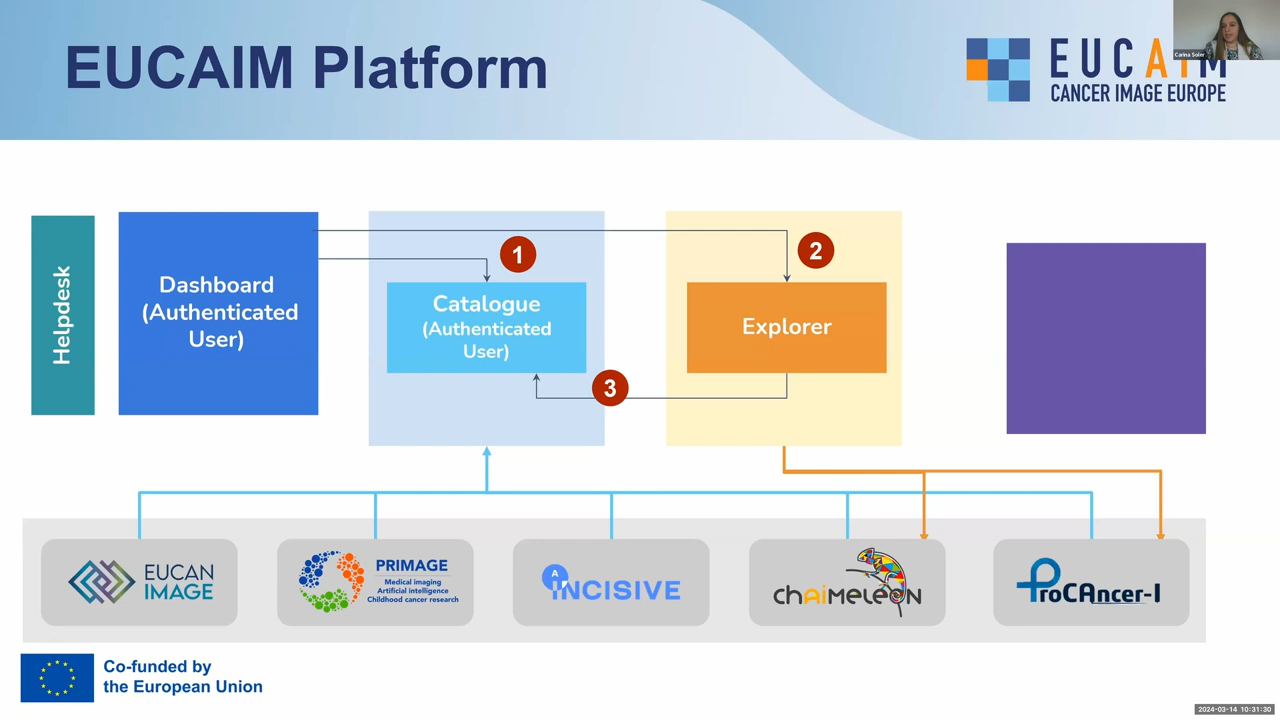 EUCAIM Platform
EUCAIM
CANCER IMAGE EUROPE
Carina Soler
Helpdesk
Dashboard
(Authenticated
User)
1
Catalogue
(Authenticated
User)
2
Explorer
3
EUCAN
IMAGE
PRIMAGE
Medical imaging
Artificial intelligence
Childhood cancer research
A
INCISIVE
chAiMeLeON
ProCAncer-I
Co-funded by
the European Union
2024-03-14 10:31:30